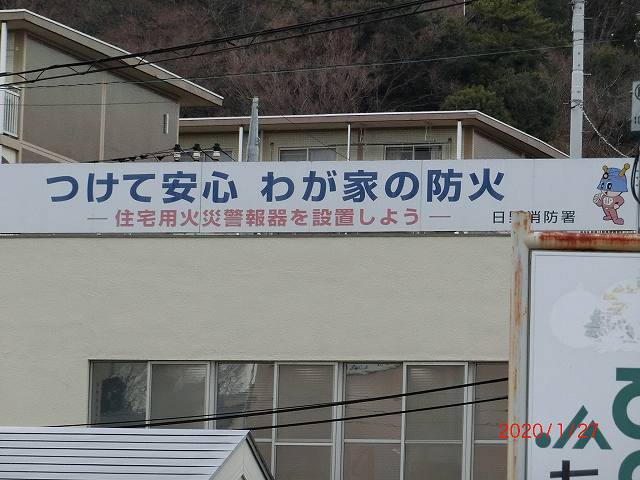 つけて安心 わが家の防火
― 住宅用火災警報器を設置しよう ―
日野消防署
JA
2020/1/27